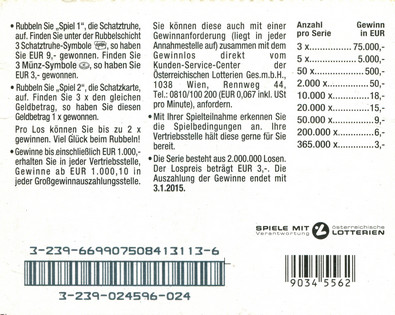 • Rubbeln Sie „Spiel 1", die Schatztruhe,
auf. Finden Sie unter der Rubbelschicht
3 Schatztruhe-Symbole, so haben
Sie EUR 9,- gewonnen. Finden Sie
3 Münz-Symbole, so haben Sie
EUR 3,- gewonnen.
• Rubbeln Sie „Spiel 2", die Schatzkarte,
auf. Finden Sie 3 x den gleichen
Geldbetrag, so haben Sie diesen
Geldbetrag 1 x gewonnen.
Pro Los können Sie bis zu 2 x
gewinnen. Viel Glück beim Rubbeln!
• Gewinne bis einschließlich EUR 1.000,-
erhalten Sie in jeder Vertriebsstelle,
Gewinne ab EUR 1.000,10 in
jeder Großgewinnauszahlungsstelle.
Sie können diese auch mit einer
Gewinnanforderung (liegt in jeder
Annahmestelle auf) zusammen mit dem
Gewinnlos direkt vom
Kunden-Service-Center der
Österreichischen Lotterien Ges.m.b.H.,
1038 Wien, Rennweg 44,
Tel.: 0810/100 200 (EUR 0,067 inkl. USt
pro Minute), anfordern.
• Mit Ihrer Spielteilnahme erkennen Sie
die Spielbedingungen an. Ihre
Vertriebsstelle hält diese gerne für Sie
bereit.
• Die Serie besteht aus 2.000.000 Losen.
Der Lospreis beträgt EUR 3,-. Die
Auszahlung der Gewinne endet mit
3.1.2015.
Anzahl Gewinn
pro Serie in EUR
3 x 75.000,-
5 x 5.000,-
50 x 500,-
2.000 x 50,-
10.000 x 18,-
20.000 x 15,-
50.000 x 9,-
200.000 x 6,-
365.000 x 3,-
SPIELE MIT österreichische
Verantwortung LOTTERIEN
3-239-669907508413113-6
3-239-024596-024
9034 5562